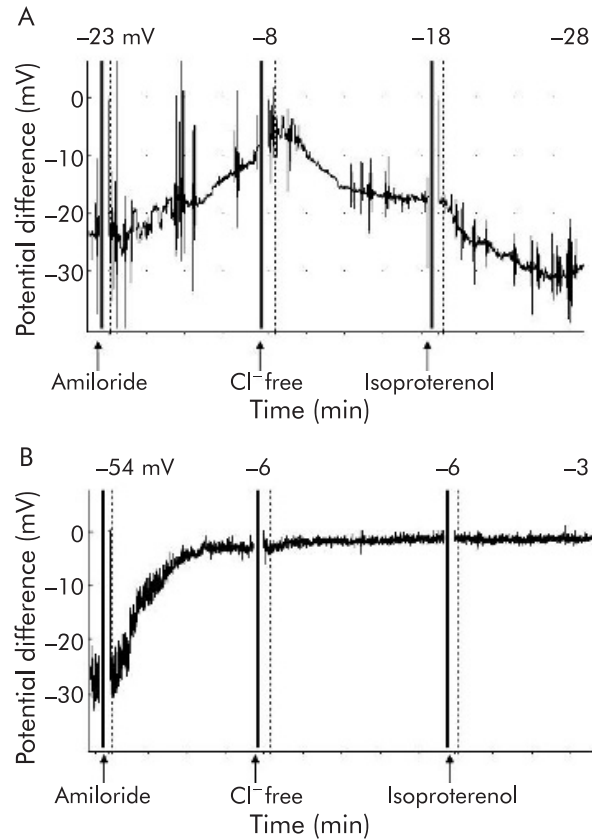 A
−23 mV −8 −18 −28
Potential difference (mV)
0
−10
−20
−30
Amiloride Cl⁻ free Isoproterenol
Time (min)
B
−54 mV −6 −6 −3
Potential difference (mV)
0
−10
−20
−30
Amiloride Cl⁻ free Isoproterenol
Time (min)